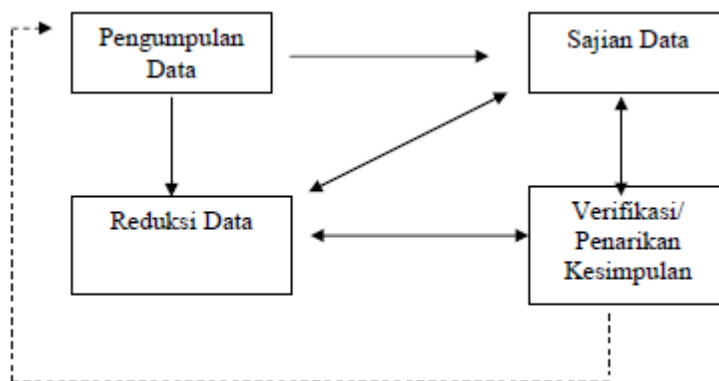 Pengumpulan
Data
Sajian Data
Reduksi Data
Verifikasi/
Penarikan
Kesimpulan